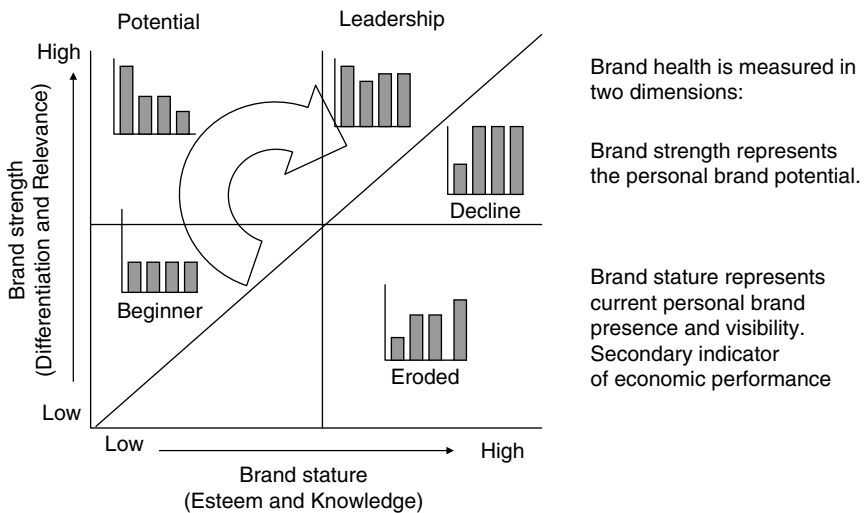 Potential
Leadership
High
Brand strength
(Differentiation and Relevance)
Decline
Beginner
Eroded
Low
Low
High
Brand stature
(Esteem and Knowledge)
Brand health is measured in
two dimensions:
Brand strength represents
the personal brand potential.
Brand stature represents
current personal brand
presence and visibility.
Secondary indicator
of economic performance